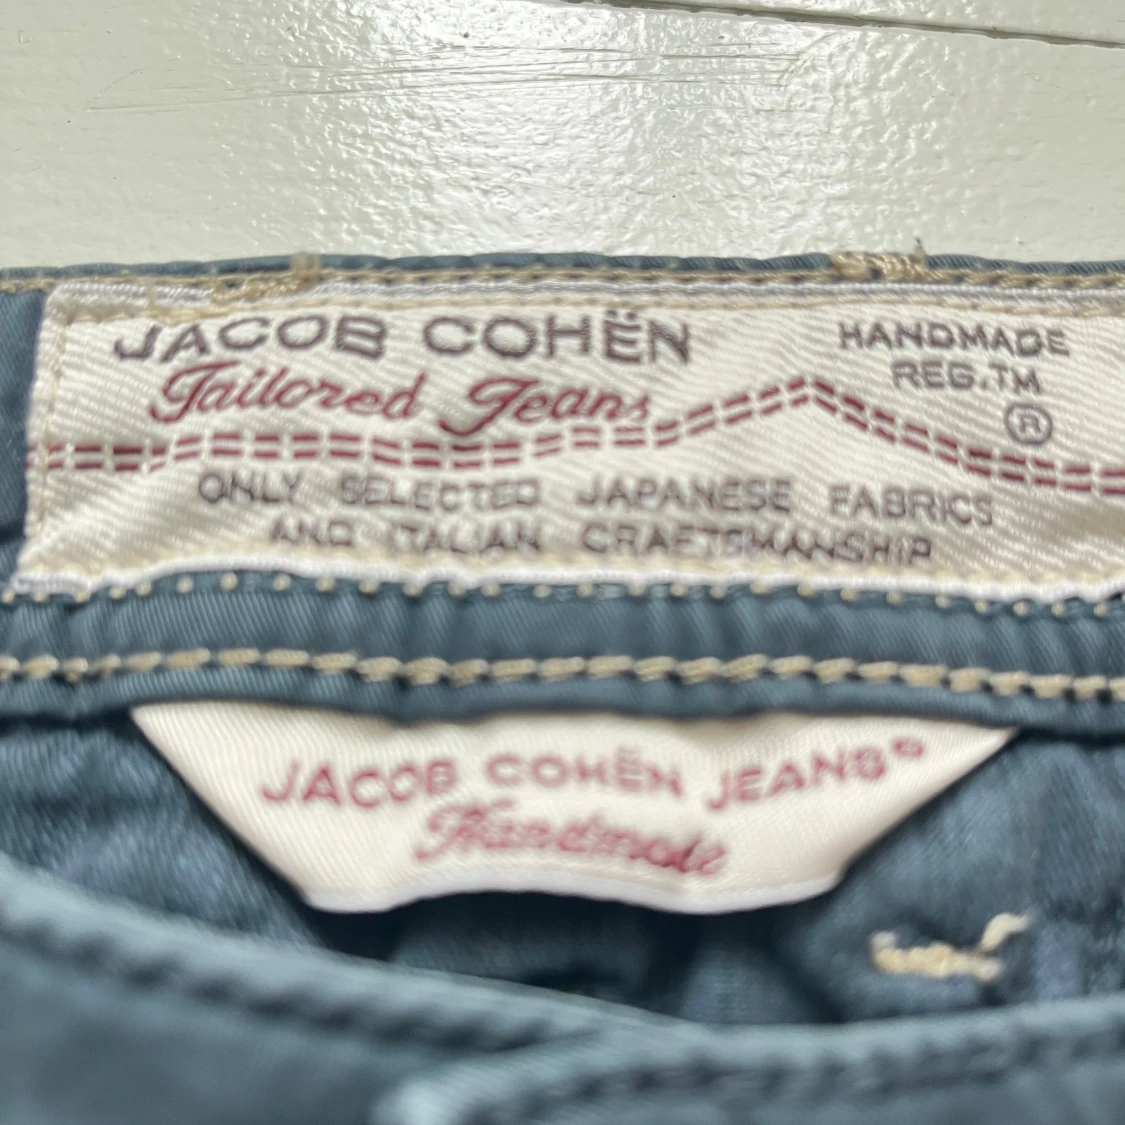 JACOB COHËN
Tailored Jeans
HANDMADE
REG.TM
®
ONLY SELECTED JAPANESE FABRICS
AND ITALIAN CRAFTSMANSHIP
JACOB COHËN JEANS®
Handmade